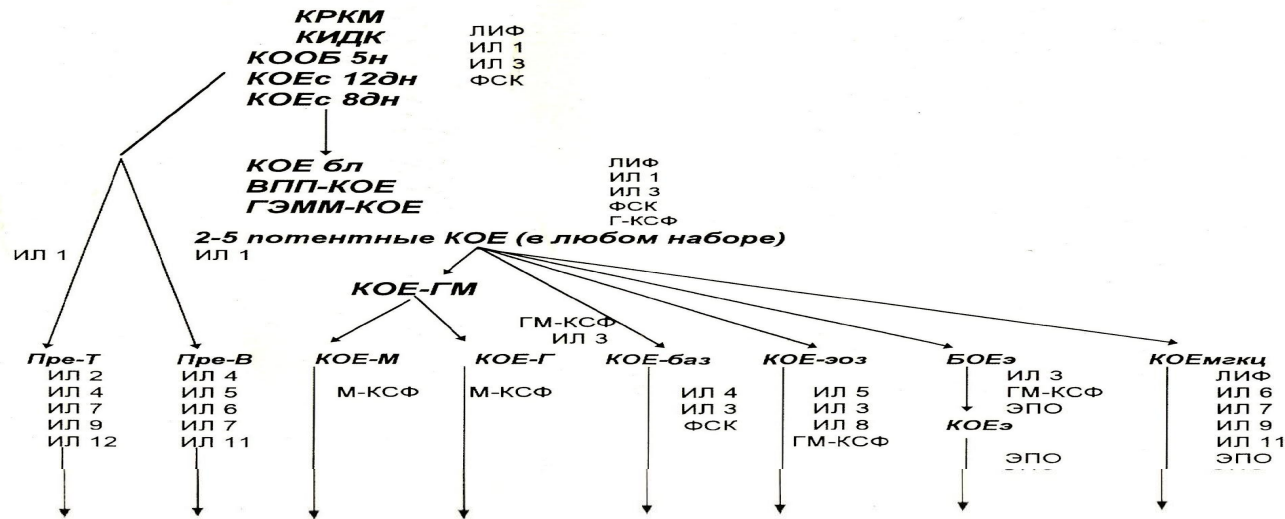 КРКМ
КИДК
КООБ 5н
КОЕс 12дн
КОЕс 8дн
ЛИФ
ИЛ 1
ИЛ 3
ФСК
КОЕ бл
ВПП-КОЕ
ГЭММ-КОЕ
ЛИФ
ИЛ 1
ИЛ 3
ФСК
Г-КСФ
2-5 потентные КОЕ (в любом наборе)
ИЛ 1
ИЛ 1
КОЕ-ГМ
ГМ-КСФ
ИЛ 3
Пре-Т
ИЛ 2
ИЛ 4
ИЛ 7
ИЛ 9
ИЛ 12
Пре-В
ИЛ 4
ИЛ 5
ИЛ 6
ИЛ 7
ИЛ 11
КОЕ-М
М-КСФ
КОЕ-Г
М-КСФ
КОЕ-баз
ИЛ 4
ИЛ 3
ФСК
КОЕ-эоз
ИЛ 5
ИЛ 3
ИЛ 8
ГМ-КСФ
БОЕэ
ИЛ 3
ГМ-КСФ
ЭПО
КОЕэ
ЭПО
КОЕмгкц
ЛИФ
ИЛ 6
ИЛ 7
ИЛ 9
ИЛ 11
ЭПО